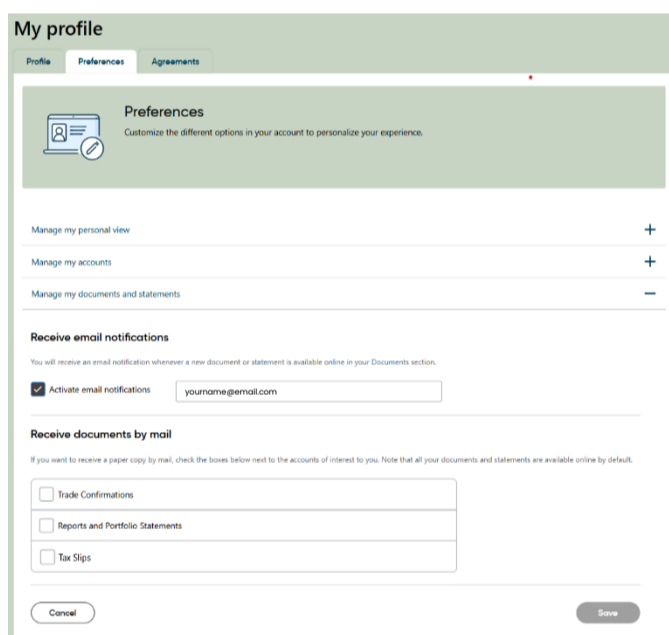 My profile
Profile
Preferences
Agreements
Preferences
Customize the different options in your account to personalize your experience.
Manage my personal view
Manage my accounts
Manage my documents and statements
Receive email notifications
You will receive an email notification whenever a new document or statement is available online in your Documents section.
Activate email notifications
yourname@email.com
Receive documents by mail
If you want to receive a paper copy by mail, check the boxes below next to the accounts of interest to you. Note that all your documents and statements are available online by default.
Trade Confirmations
Reports and Portfolio Statements
Tax Slips
Cancel
Save